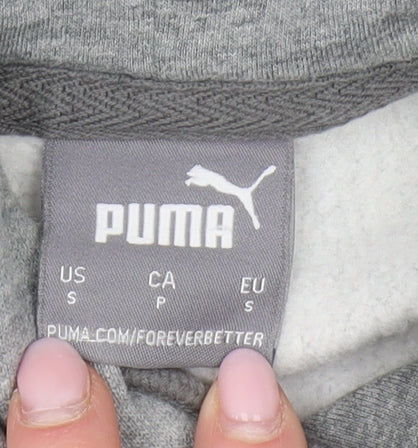 PUMA
US CA EU
S P S
PUMA.COM/FOREVERBETTER